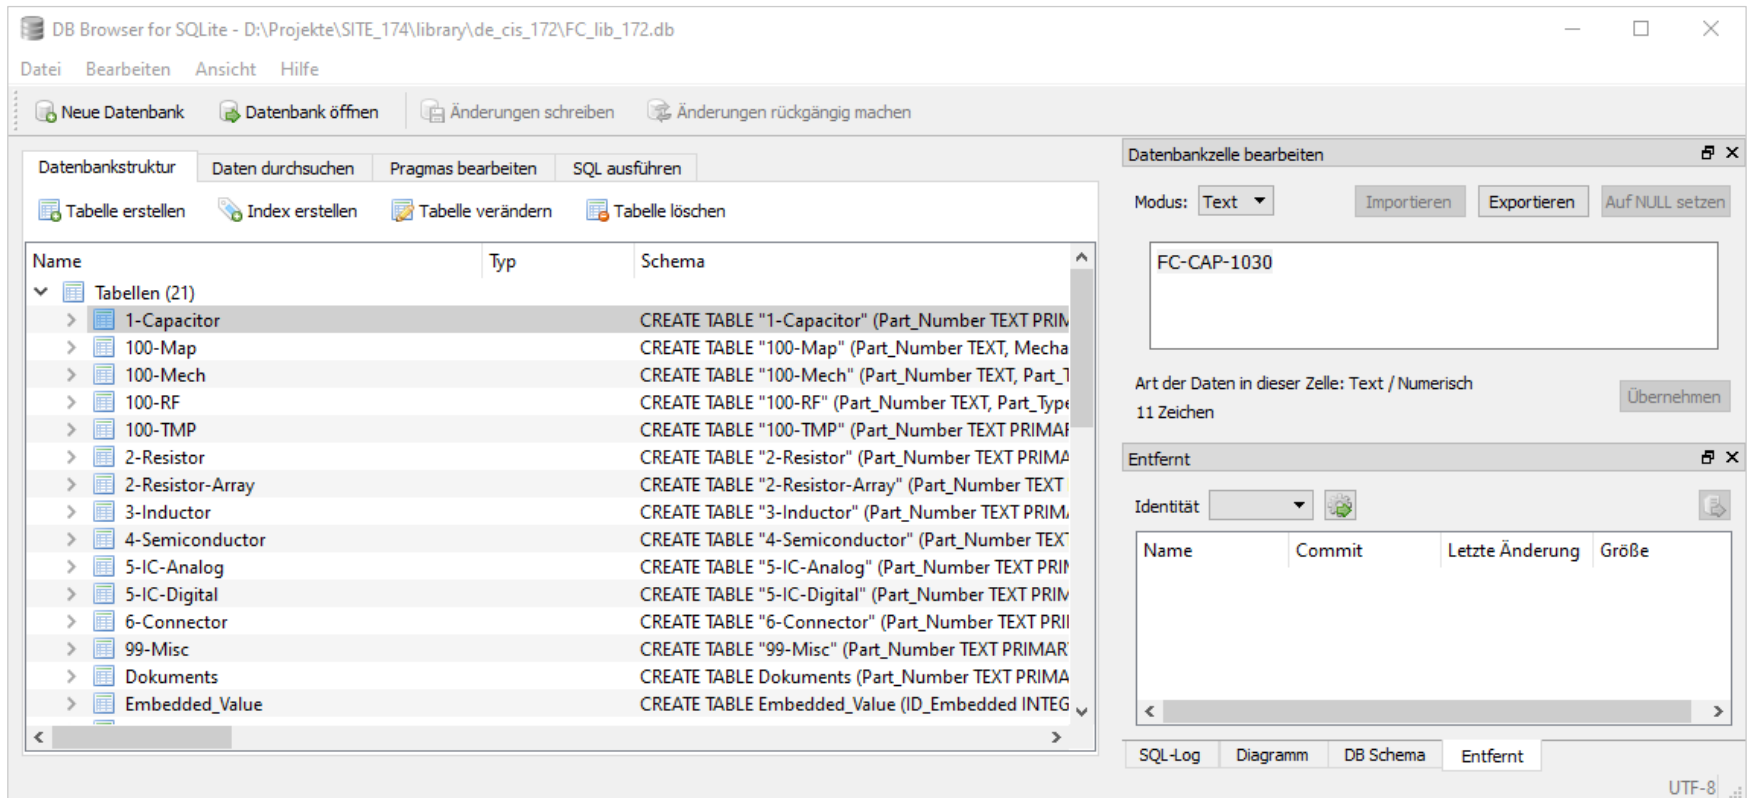 DB Browser for SQLite - D:\Projekte\SITE_174\library\de_cis_172\FC_lib_172.db
Datei Bearbeiten Ansicht Hilfe
Neue Datenbank Datenbank öffnen Änderungen schreiben Änderungen rückgängig machen
Datenbankstruktur Daten durchsuchen Pragmas bearbeiten SQL ausführen
Tabelle erstellen Index erstellen Tabelle verändern Tabelle löschen
Name Typ Schema
Tabellen (21)
1-Capacitor CREATE TABLE "1-Capacitor" (Part_Number TEXT PRIM
100-Map CREATE TABLE "100-Map" (Part_Number TEXT, Mecha
100-Mech CREATE TABLE "100-Mech" (Part_Number TEXT, Part_T
100-RF CREATE TABLE "100-RF" (Part_Number TEXT, Part_Type
100-TMP CREATE TABLE "100-TMP" (Part_Number TEXT PRIMAR
2-Resistor CREATE TABLE "2-Resistor" (Part_Number TEXT PRIMA
2-Resistor-Array CREATE TABLE "2-Resistor-Array" (Part_Number TEXT
3-Inductor CREATE TABLE "3-Inductor" (Part_Number TEXT PRIMA
4-Semiconductor CREATE TABLE "4-Semiconductor" (Part_Number TEXT
5-IC-Analog CREATE TABLE "5-IC-Analog" (Part_Number TEXT PRIM
5-IC-Digital CREATE TABLE "5-IC-Digital" (Part_Number TEXT PRIM
6-Connector CREATE TABLE "6-Connector" (Part_Number TEXT PRI
99-Misc CREATE TABLE "99-Misc" (Part_Number TEXT PRIMAR
Dokuments CREATE TABLE Dokuments (Part_Number TEXT PRIMA
Embedded_Value CREATE TABLE Embedded_Value (ID_Embedded INTEG
Datenbankzelle bearbeiten
Modus: Text Importieren Exportieren Auf NULL setzen
FC-CAP-1030
Art der Daten in dieser Zelle: Text / Numerisch
11 Zeichen
Übernehmen
Entfernt
Identität
Name Commit Letzte Änderung Größe
SQL-Log Diagramm DB Schema Entfernt
UTF-8